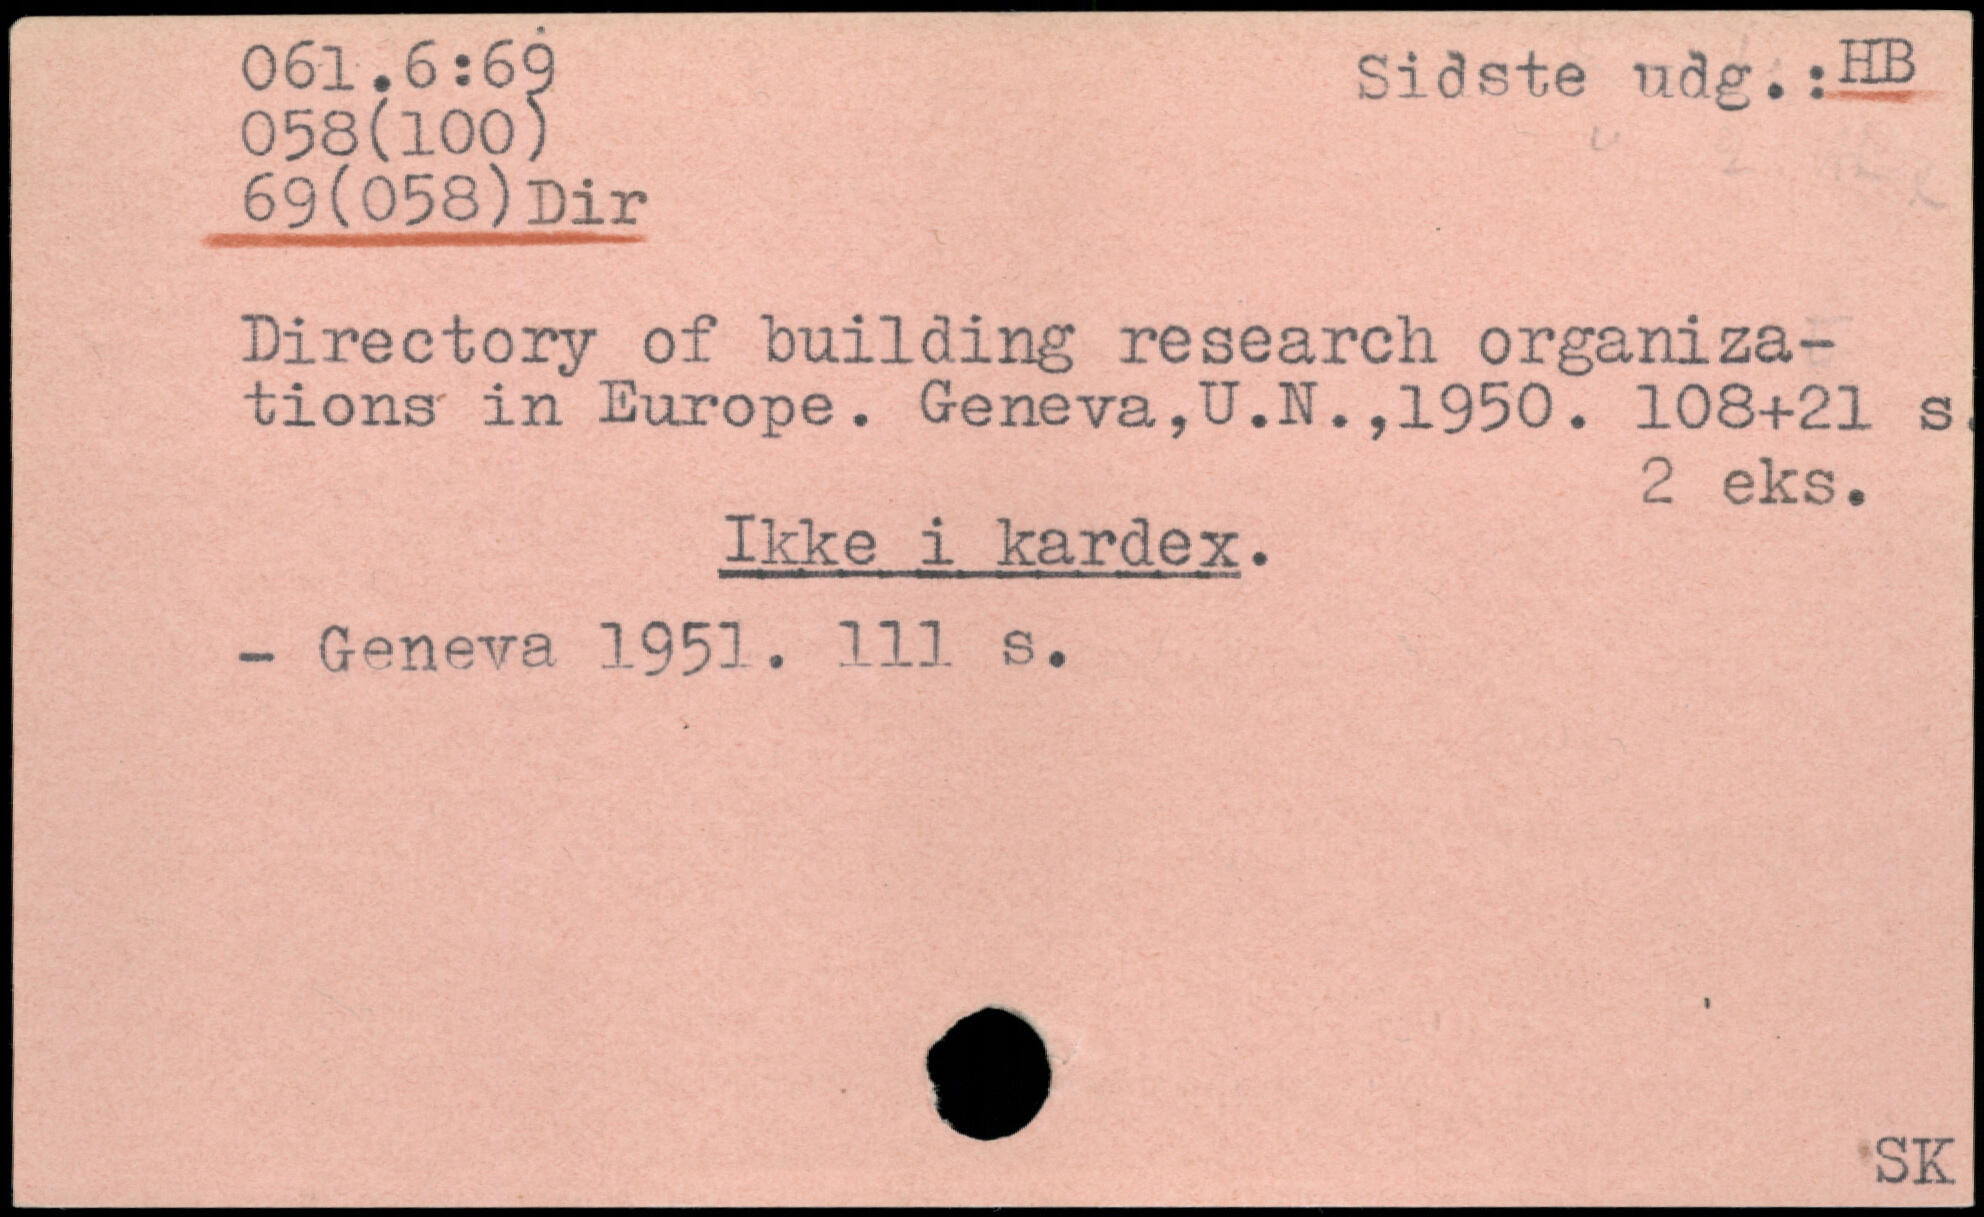 061.6:69
Sidste udg.:HB
058(100)
69(058)Dir
Directory of building research organiza-
tions in Europe. Geneva,U.N.,1950. 108+21 s.
2 eks.
Ikke i kardex.
- Geneva 1951. 111 s.
SK